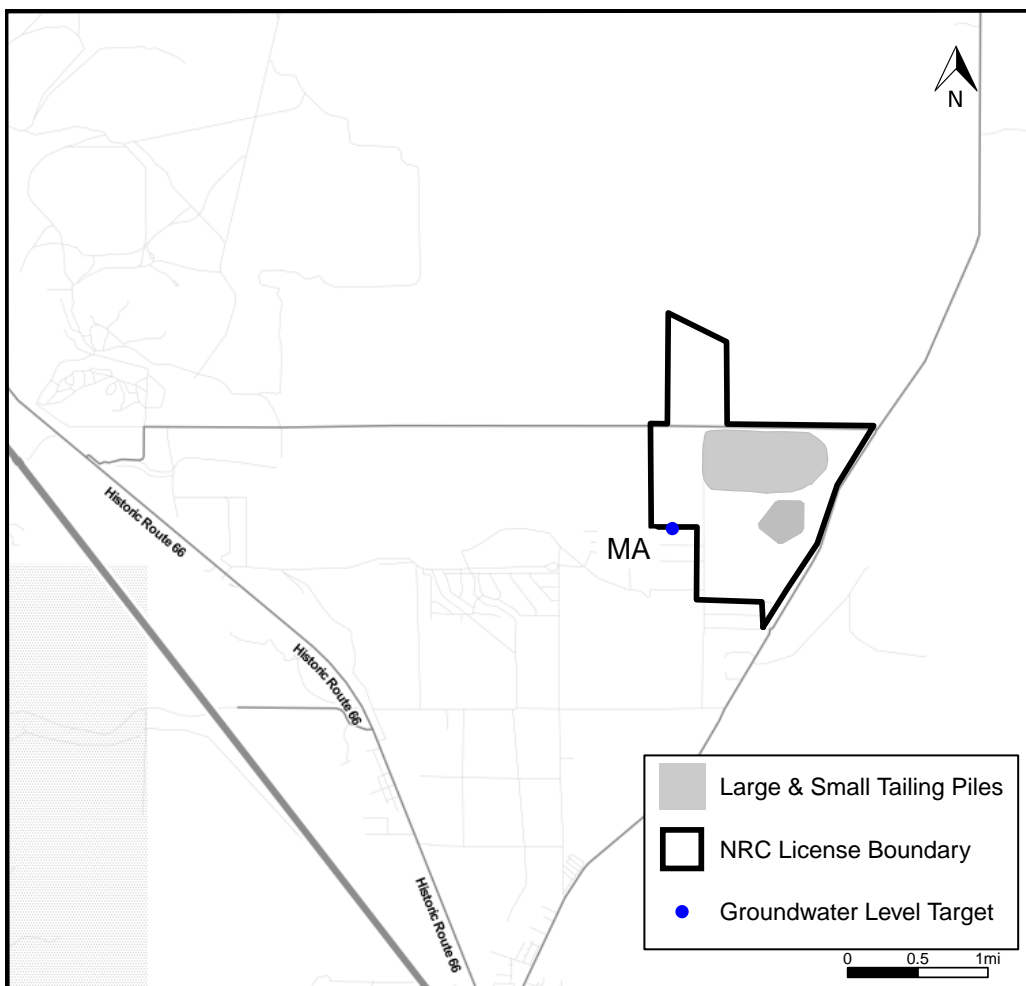 N
Historic Route 66
MA
Historic Route 66
Historic Route 66
Large & Small Tailing Piles
NRC License Boundary
Groundwater Level Target
0 0.5 1mi